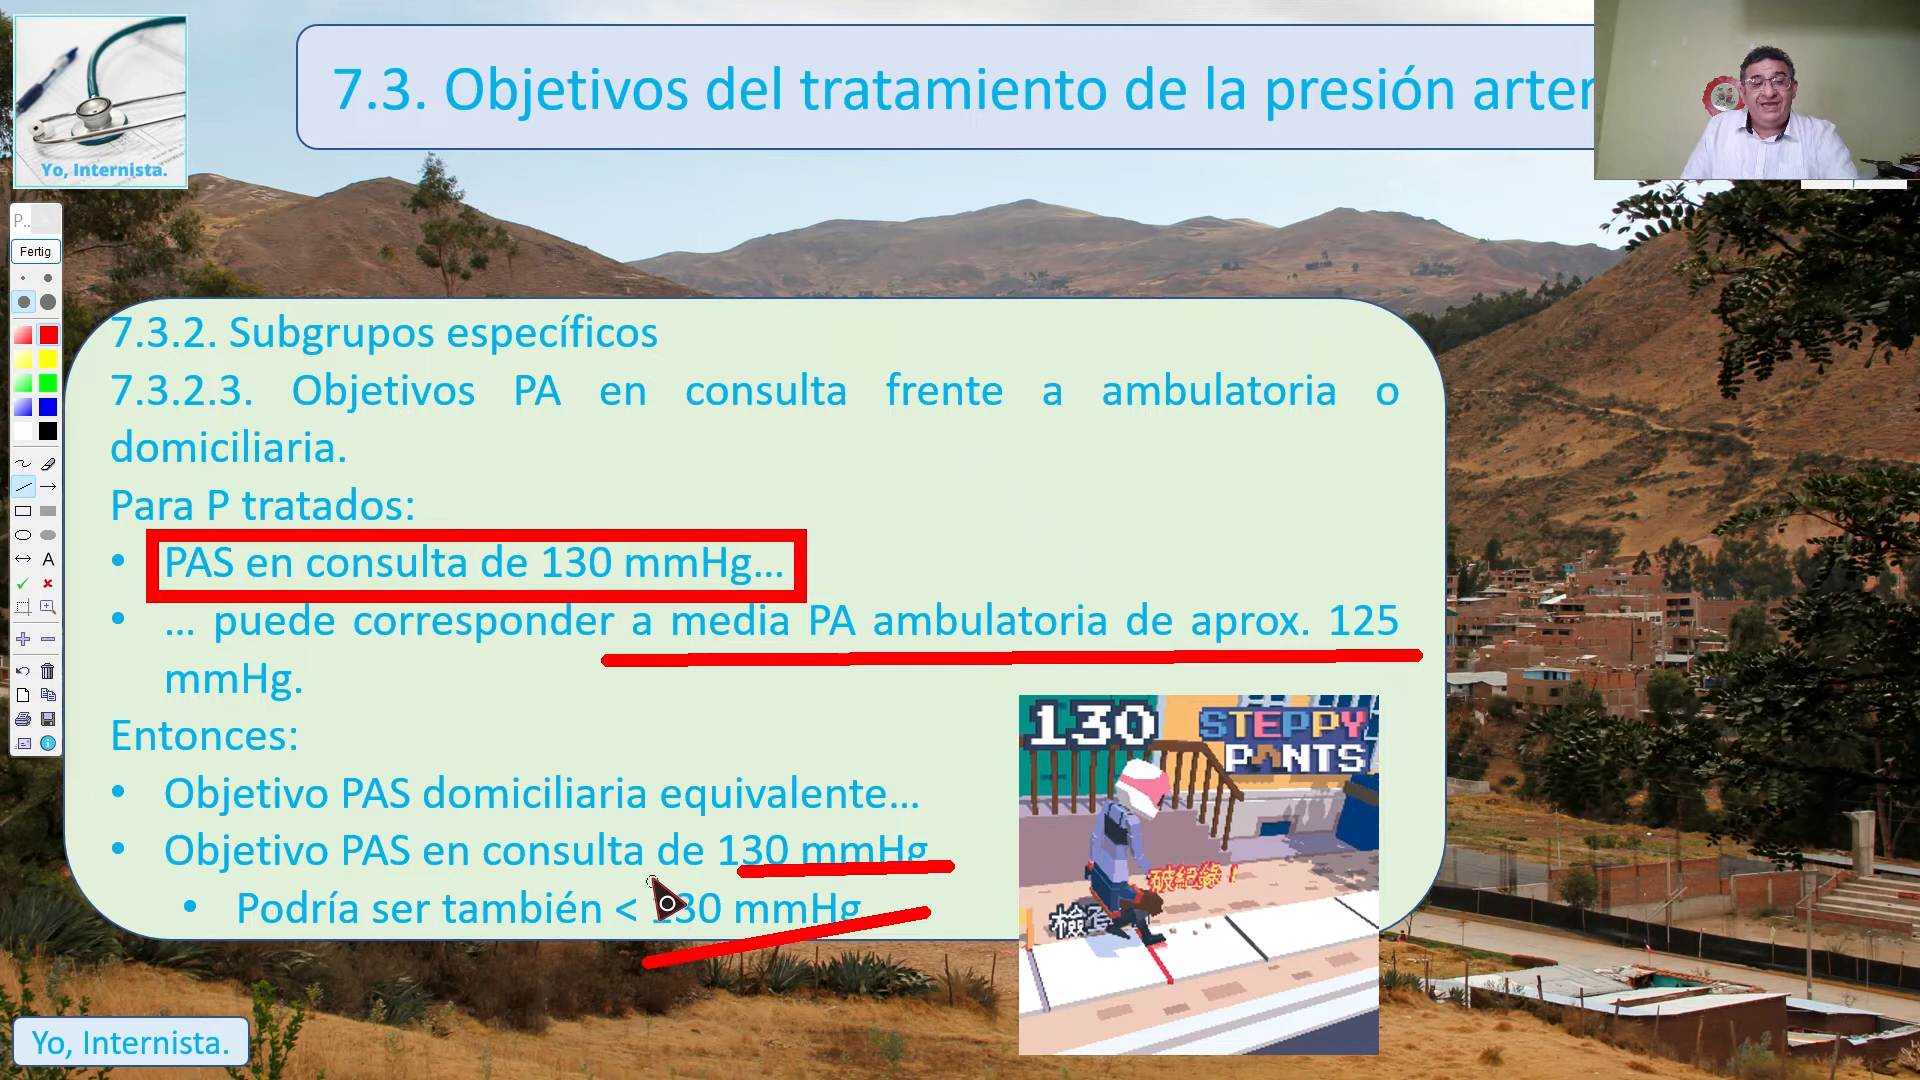 Yo, Internista.
7.3. Objetivos del tratamiento de la presión arter
P..
Fertig
7.3.2. Subgrupos específicos
7.3.2.3. Objetivos PA en consulta frente a ambulatoria o
domiciliaria.
Para P tratados:
• PAS en consulta de 130 mmHg...
• ... puede corresponder a media PA ambulatoria de aprox. 125
mmHg.
Entonces:
• Objetivo PAS domiciliaria equivalente...
• Objetivo PAS en consulta de 130 mmHg
• Podría ser también < 130 mmHg
A
130
STEPPY
PANTS
破紀錄!
Yo, Internista.